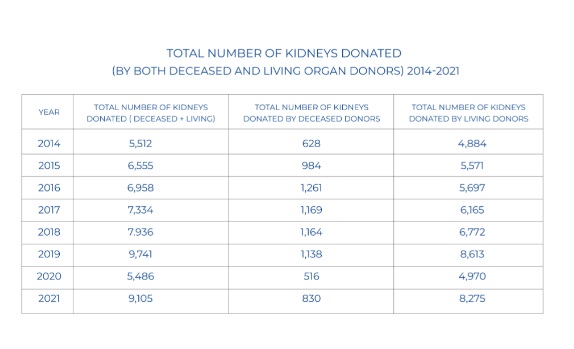 TOTAL NUMBER OF KIDNEYS DONATED
(BY BOTH DECEASED AND LIVING ORGAN DONORS) 2014-2021
YEAR TOTAL NUMBER OF KIDNEYS DONATED ( DECEASED + LIVING) TOTAL NUMBER OF KIDNEYS DONATED BY DECEASED DONORS TOTAL NUMBER OF KIDNEYS DONATED BY LIVING DONORS
2014 5,512 628 4,884
2015 6,555 984 5,571
2016 6,958 1,261 5,697
2017 7,334 1,169 6,165
2018 7.936 1,164 6,772
2019 9,741 1,138 8,613
2020 5,486 516 4,970
2021 9,105 830 8,275